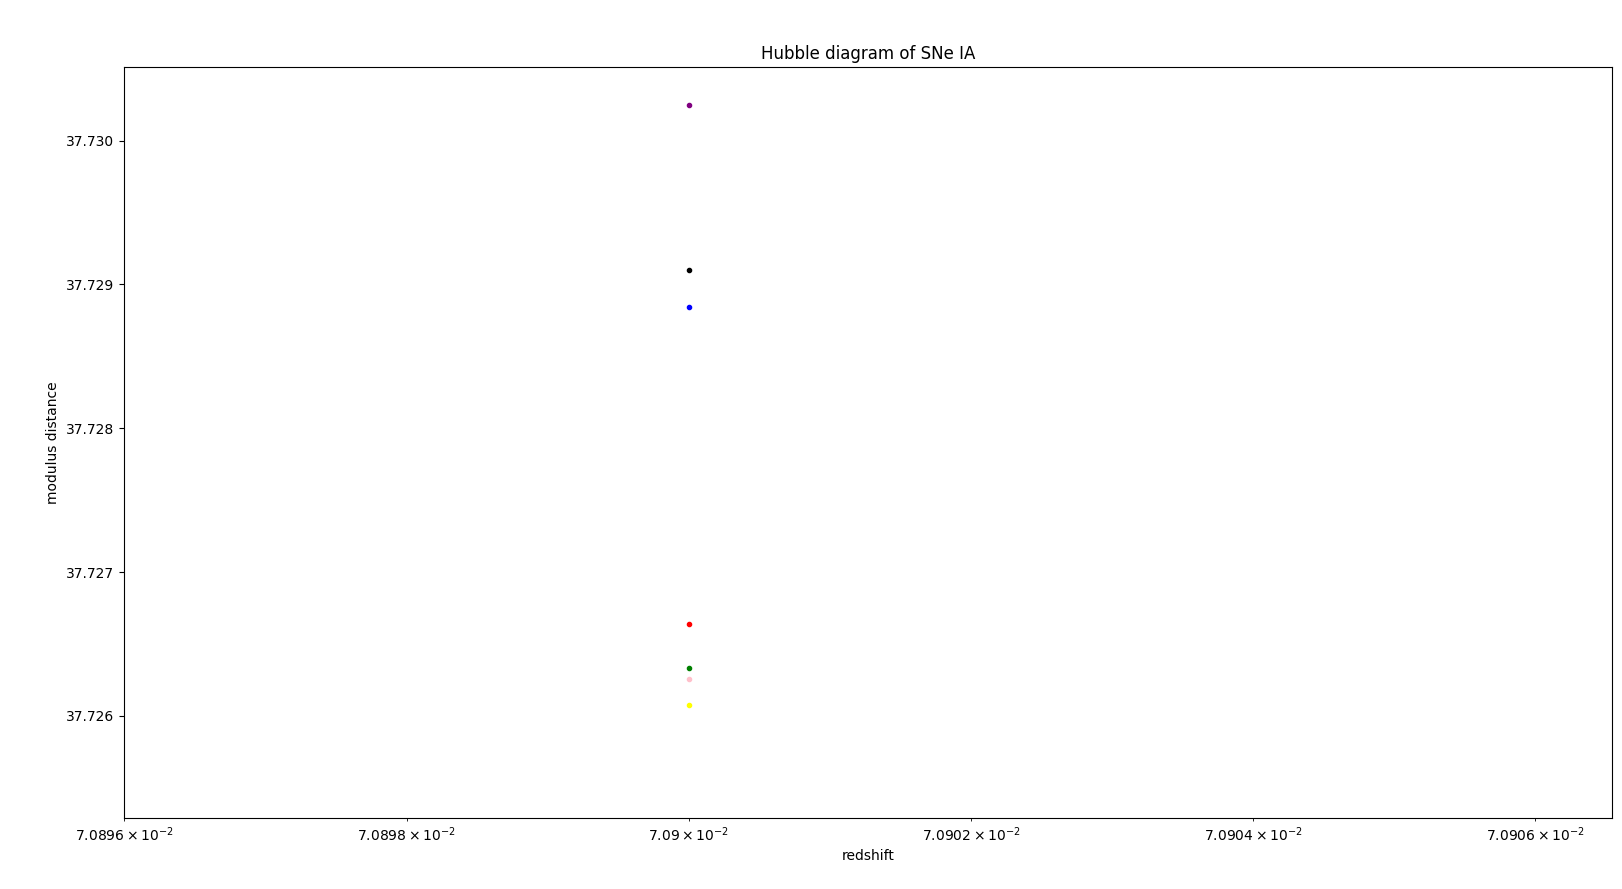 Hubble diagram of SNe IA
37.730
37.729
37.728
37.727
37.726
modulus distance
7.0896 × 10⁻² 7.0898 × 10⁻² 7.09 × 10⁻² 7.0902 × 10⁻² 7.0904 × 10⁻² 7.0906 × 10⁻²
redshift